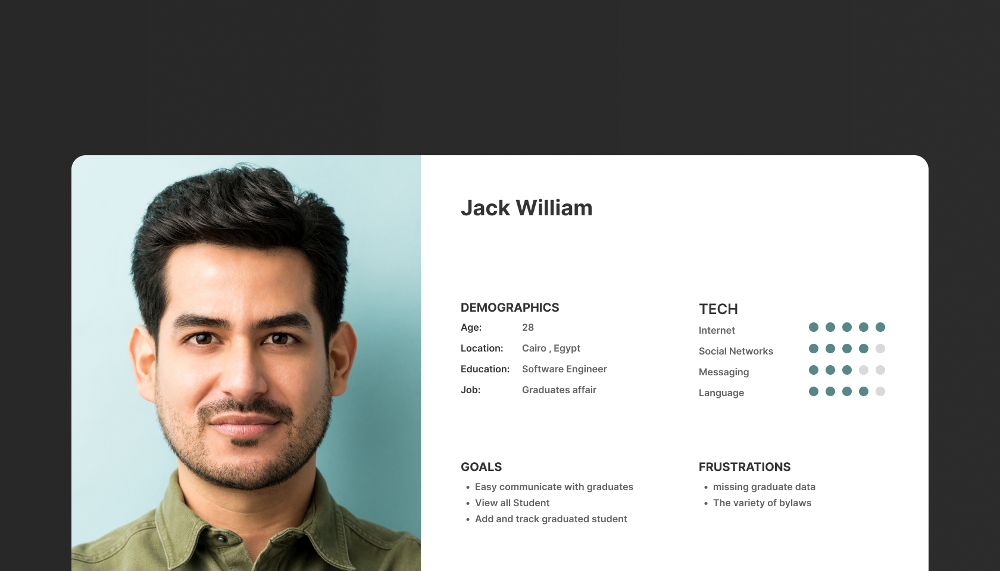 Jack William
DEMOGRAPHICS
Age: 28
Location: Cairo , Egypt
Education: Software Engineer
Job: Graduates affair
TECH
Internet
Social Networks
Messaging
Language
GOALS
• Easy communicate with graduates
• View all Student
• Add and track graduated student
FRUSTRATIONS
• missing graduate data
• The variety of bylaws